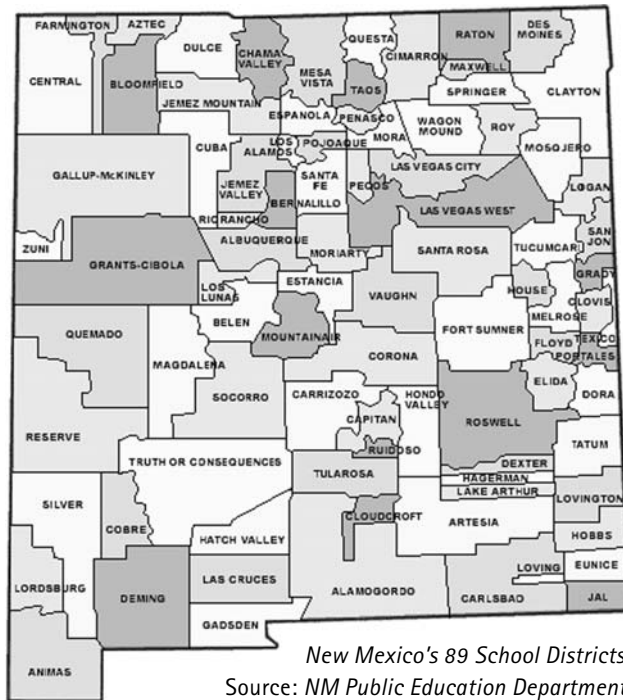 FARMINGTON
AZTEC
DULCE
CHAMA
VALLEY
QUESTA
CIMARRON
RATON
DES
MOINES
CENTRAL
BLOOMFIELD
MESA
VISTA
TAOS
MAXWELL
SPRINGER
CLAYTON
JEMEZ MOUNTAIN
ESPANOLA
PENASCO
WAGON
MOUND
ROY
MORA
CUBA
LOS
ALAMOS
POJOAQUE
MOSQJERO
GALLUP-McKINLEY
JEMEZ
VALLEY
SANTA
FE
PECOS
LAS VEGAS CITY
LOGAN
BERNALILLO
RIO RANCHO
LAS VEGAS WEST
ZUNI
ALBUQUERQUE
SAN
JON
GRANTS-CIBOLA
MORIARTY
SANTA ROSA
TUCUMCARI
GRADY
LOS
LUNAS
ESTANCIA
VAUGHN
HOUSE
BELEN
MELROSE
CLOVIS
QUEMADO
MOUNTAINAIR
FORT SUMNER
FLOYD
TEXICO
PORTALES
MAGDALENA
CORONA
ELIDA
SOCORRO
CARRIZOZO
HONDO
VALLEY
DORA
CAPITAN
ROSWELL
RESERVE
RUIDOSO
TATUM
TRUTH OR CONSEQUENCES
TULAROSA
DEXTER
HAGERMAN
LAKE ARTHUR
LOVINGTON
SILVER
COBRE
CLOUDCROFT
ARTESIA
HATCH VALLEY
HOBBS
LORDSBURG
DEMING
LAS CRUCES
ALAMOGORDO
LOVING
EUNICE
CARLSBAD
JAL
GADSDEN
ANIMAS
New Mexico's 89 School Districts
Source: NM Public Education Department